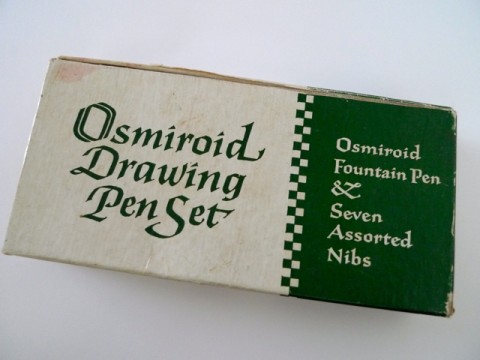 Osmiroid
Drawing
Pen Set
Osmiroid
Fountain Pen
&
Seven
Assorted
Nibs